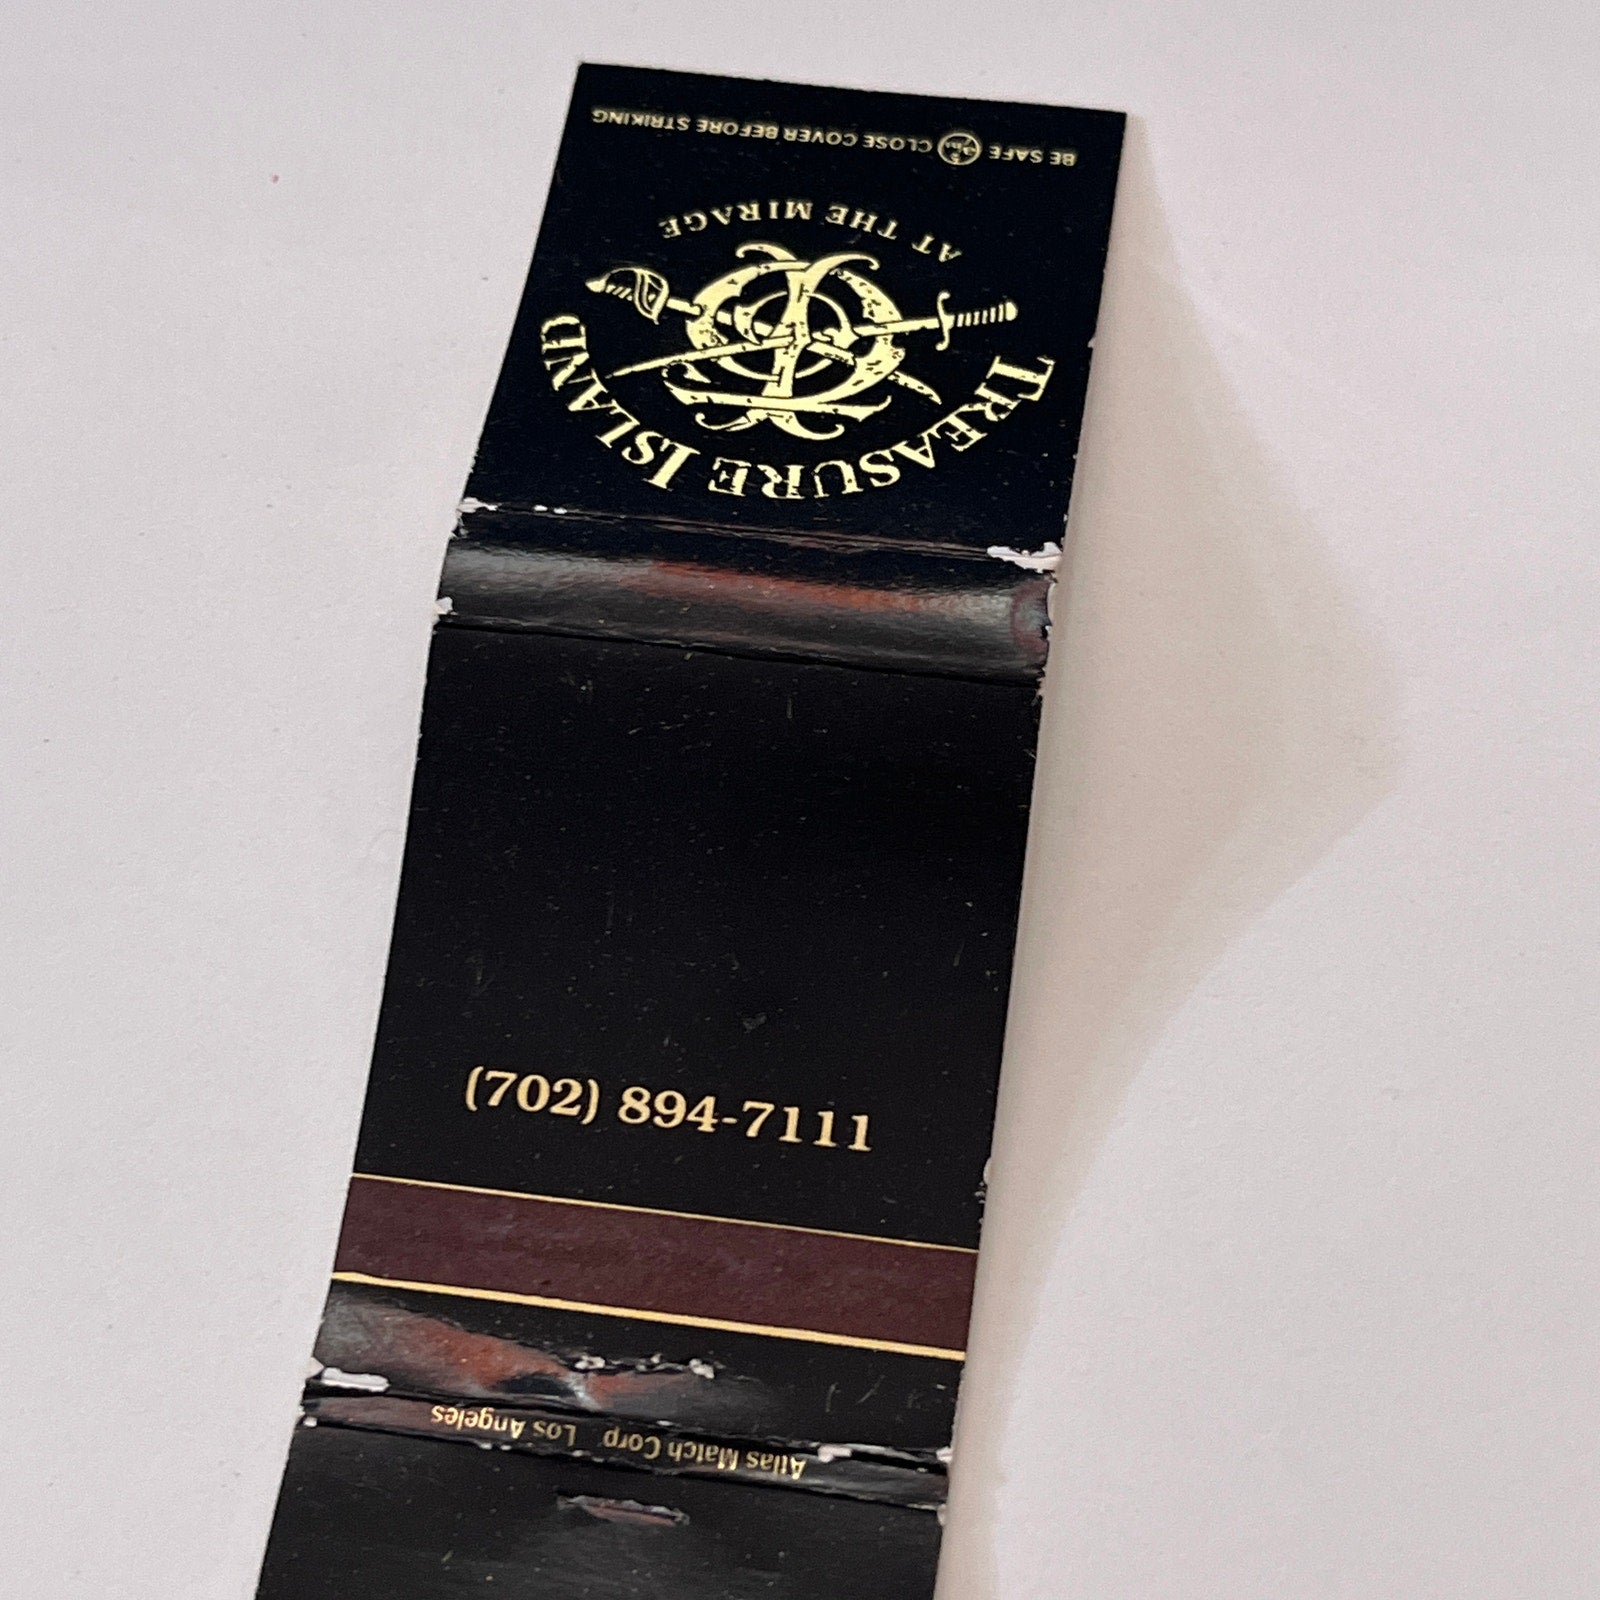 BE SAFE CLOSE COVER BEFORE STRIKING
AT THE MIRAGE
TREASURE ISLAND
(702) 894-7111
Atlas Match Corp Los Angeles